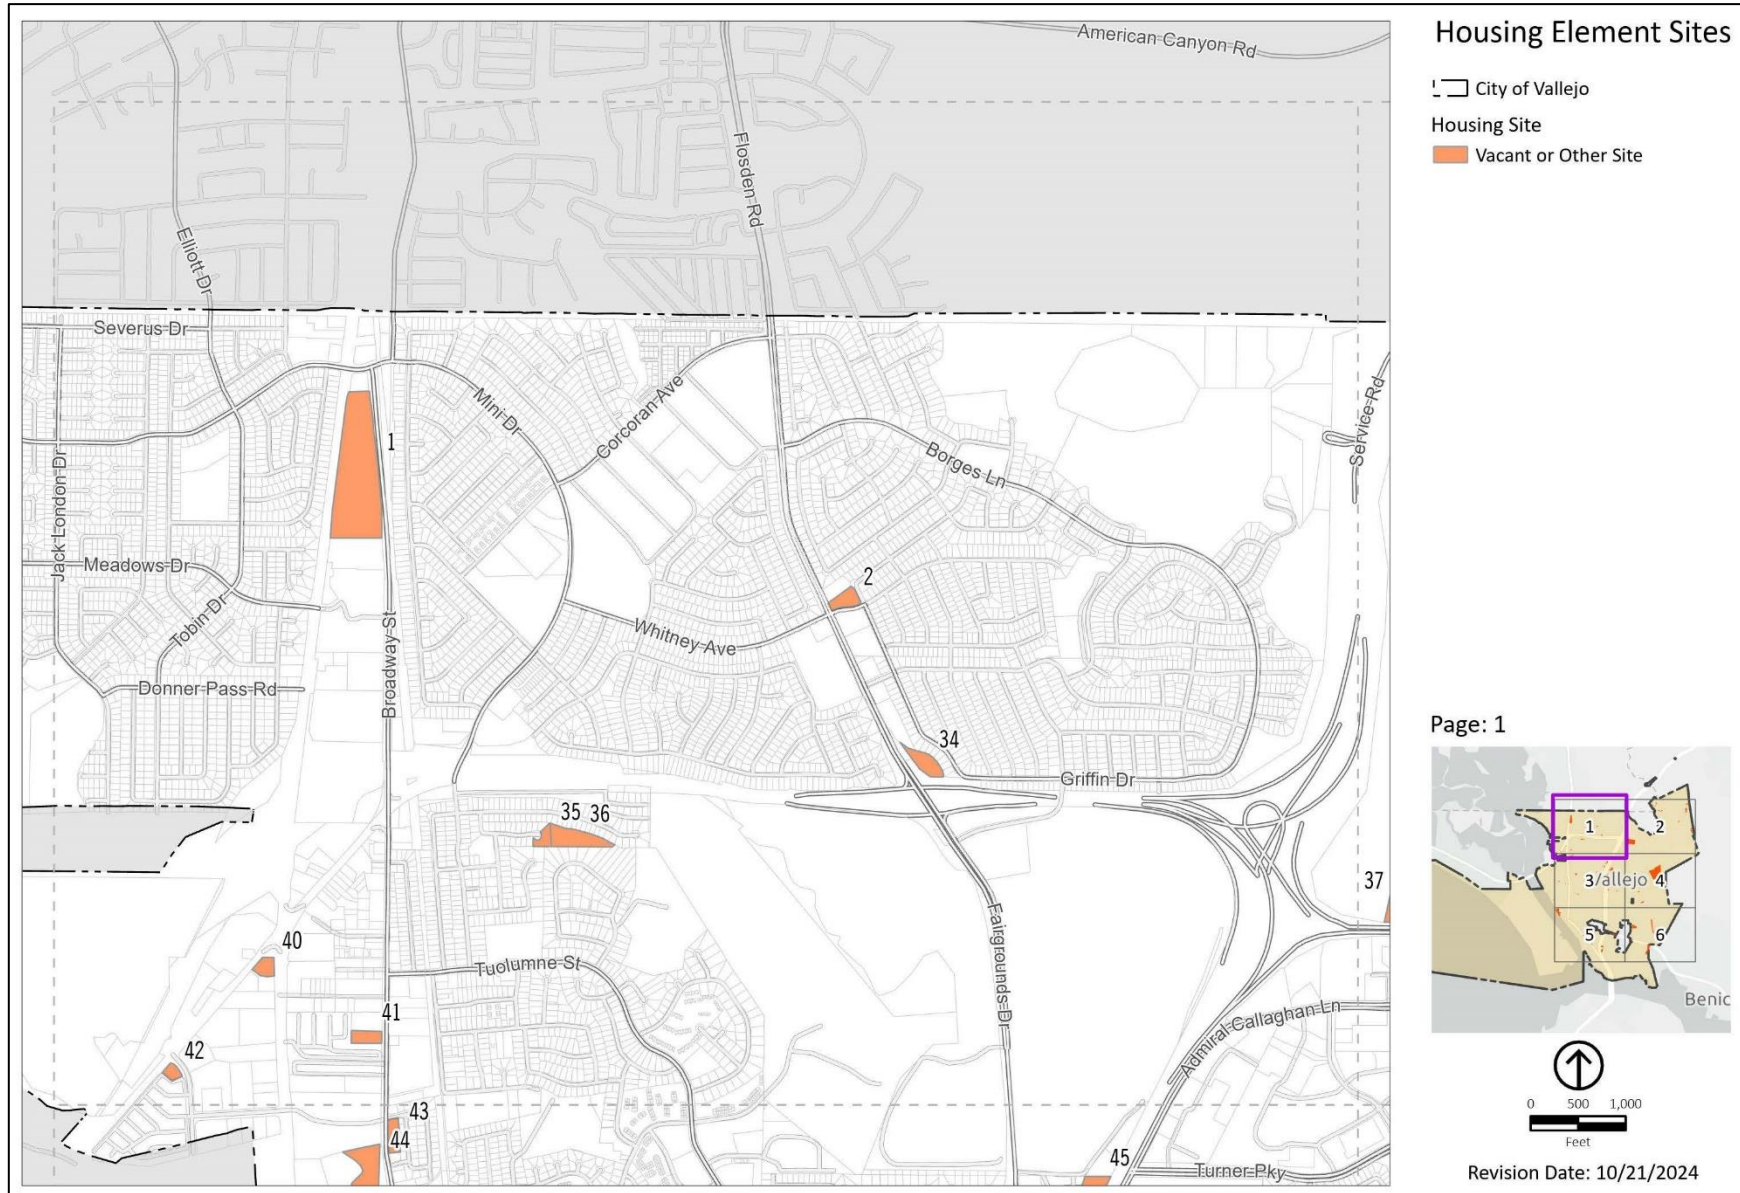 Housing Element Sites
City of Vallejo
Housing Site
Vacant or Other Site
American Canyon Rd
Flosden Rd
Elliott Dr
Severus Dr
Mini Dr
Corcoran Ave
1
Borges Ln
Service Rd
Jack London Dr
Meadows Dr
2
Tobin Dr
Whitney Ave
Broadway St
Donner Pass Rd
34
Griffin Dr
35 36
37
40
Tuolumne St
Fairgrounds Dr
41
Admiral Callaghan Ln
42
43
44
45
Turner Pky
Page: 1
1
2
3
Vallejo
4
5
6
Benic
0 500 1,000
Feet
Revision Date: 10/21/2024